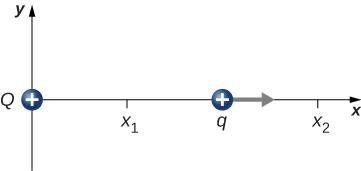 y
Q + + x
x₁ q x₂